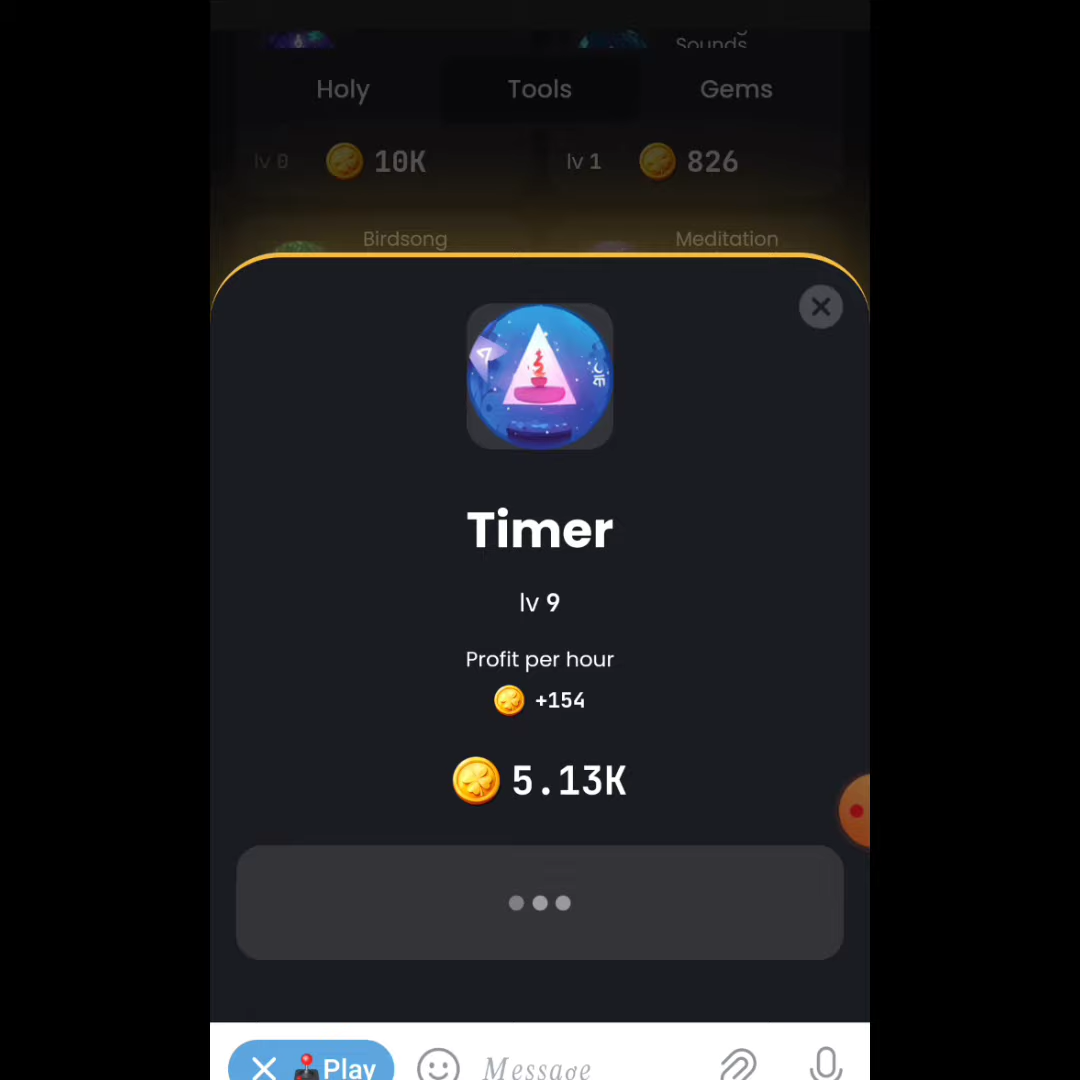 Sounds
Holy Tools Gems
lv 0 10K lv 1 826
Birdsong Meditation
Timer
lv 9
Profit per hour
+154
5.13K
Play Message